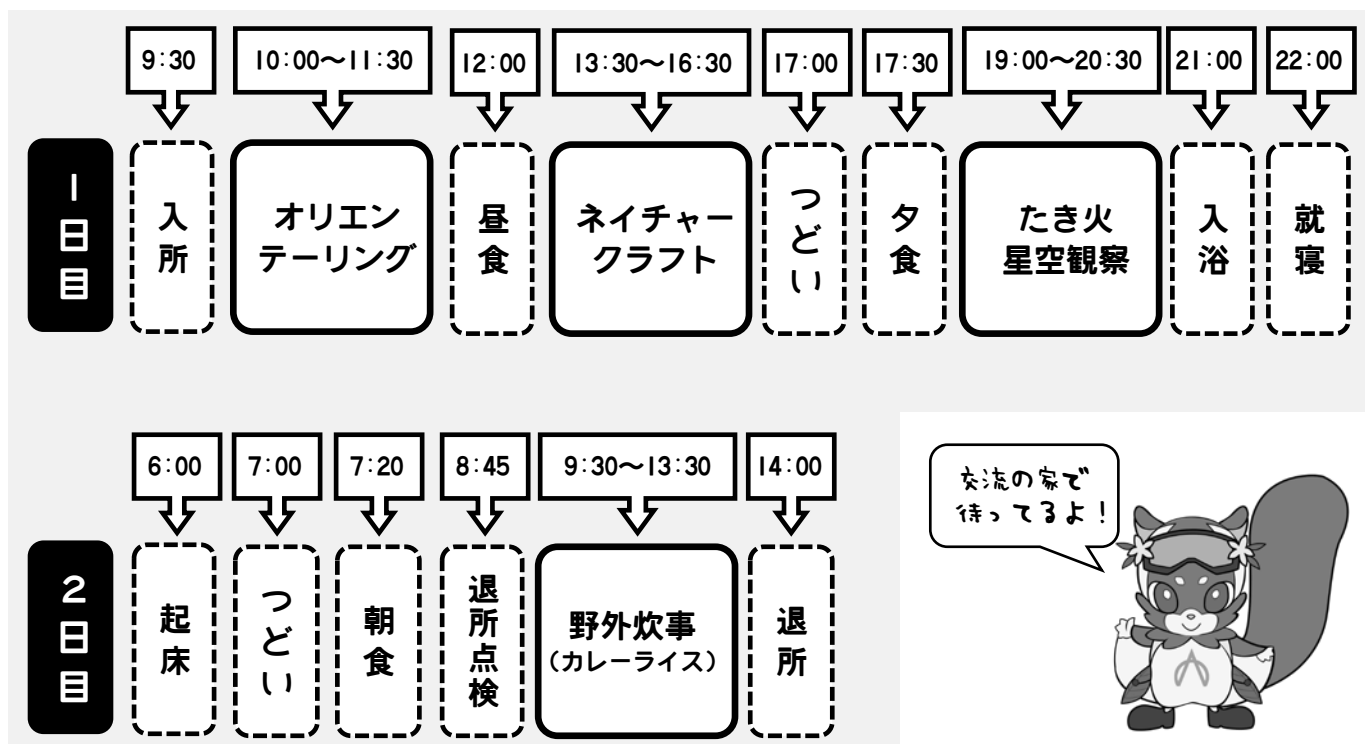 9:30
10:00～11:30
12:00
13:30～16:30
17:00
17:30
19:00～20:30
21:00
22:00
1日目
入所
オリエン
テーリング
昼食
ネイチャー
クラフト
つどい
夕食
たき火
星空観察
入浴
就寝
6:00
7:00
7:20
8:45
9:30～13:30
14:00
2日目
起床
つどい
朝食
退所点検
野外炊事
（カレーライス）
退所
交流の家で
待ってるよ！